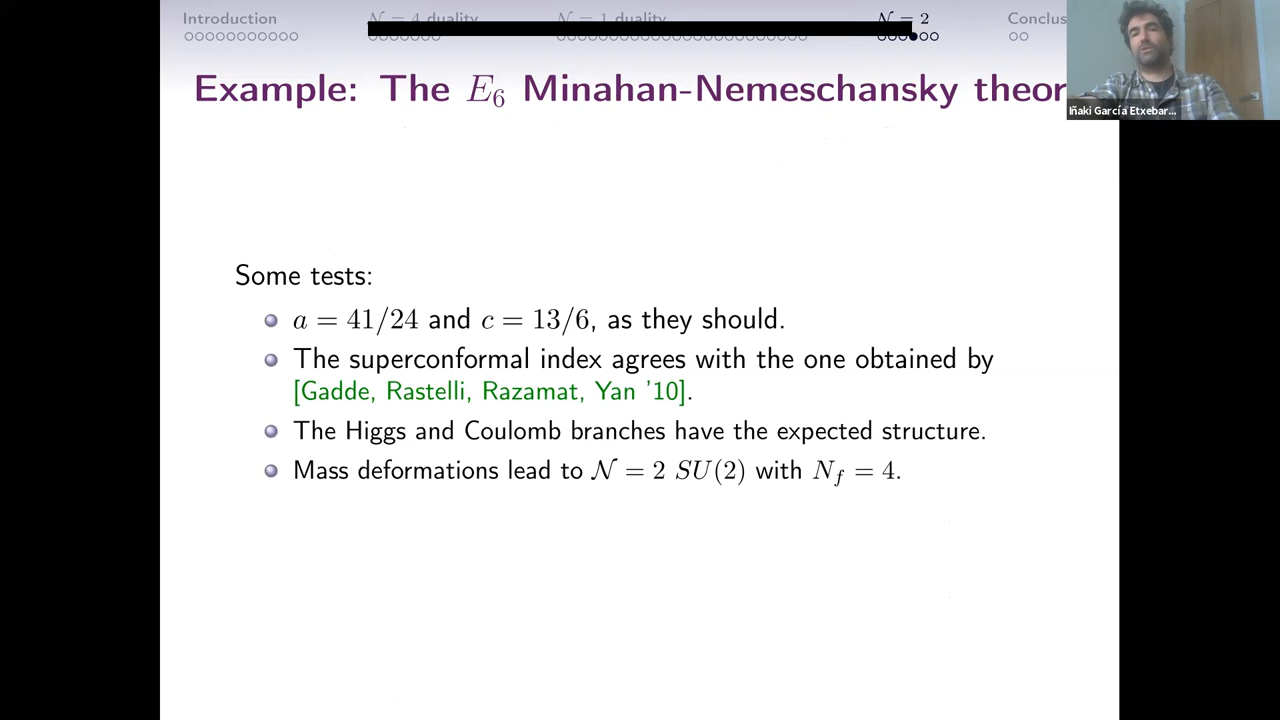 Introduction
N = 4 duality
N = 1 duality
N = 2
Conclus
Example: The E₆ Minahan-Nemeschansky theor
Iñaki García Etxebar...
Some tests:
a = 41/24 and c = 13/6, as they should.
The superconformal index agrees with the one obtained by
[Gadde, Rastelli, Razamat, Yan '10].
The Higgs and Coulomb branches have the expected structure.
Mass deformations lead to 𝒩 = 2 SU(2) with N_f = 4.